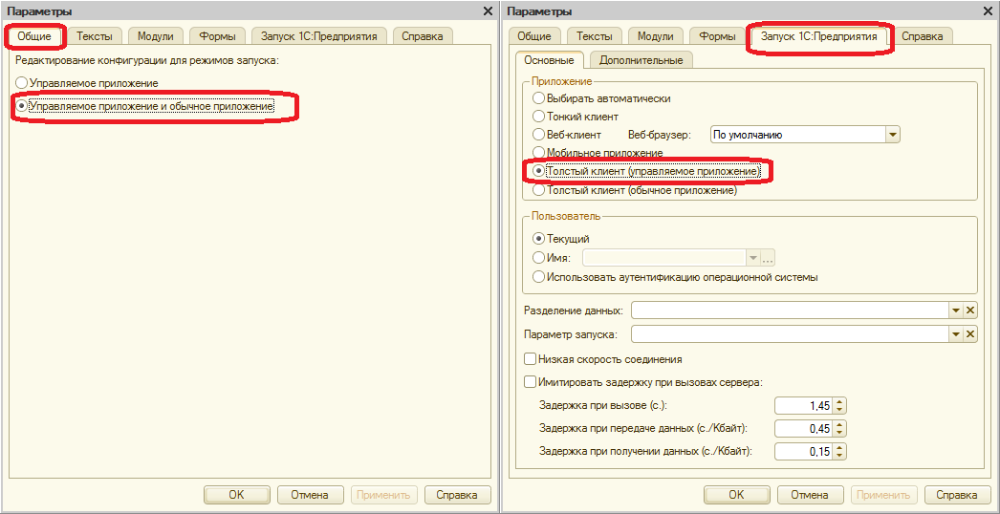 Параметры
Общие Тексты Модули Формы Запуск 1С:Предприятия Справка
Редактирование конфигурации для режимов запуска:
Управляемое приложение
Управляемое приложение и обычное приложение
OK Отмена Применить Справка
Параметры
Общие Тексты Модули Формы Запуск 1С:Предприятия Справка
Основные Дополнительные
Приложение
Выбирать автоматически
Тонкий клиент
Веб-клиент Веб-браузер: По умолчанию
Мобильное приложение
Толстый клиент (управляемое приложение)
Толстый клиент (обычное приложение)
Пользователь
Текущий
Имя: ...
Использовать аутентификацию операционной системы
Разделение данных:
Параметр запуска:
Низкая скорость соединения
Имитировать задержку при вызовах сервера:
Задержка при вызове (с.): 1,45
Задержка при передаче данных (с./Кбайт): 0,45
Задержка при получении данных (с./Кбайт): 0,15
OK Отмена Применить Справка